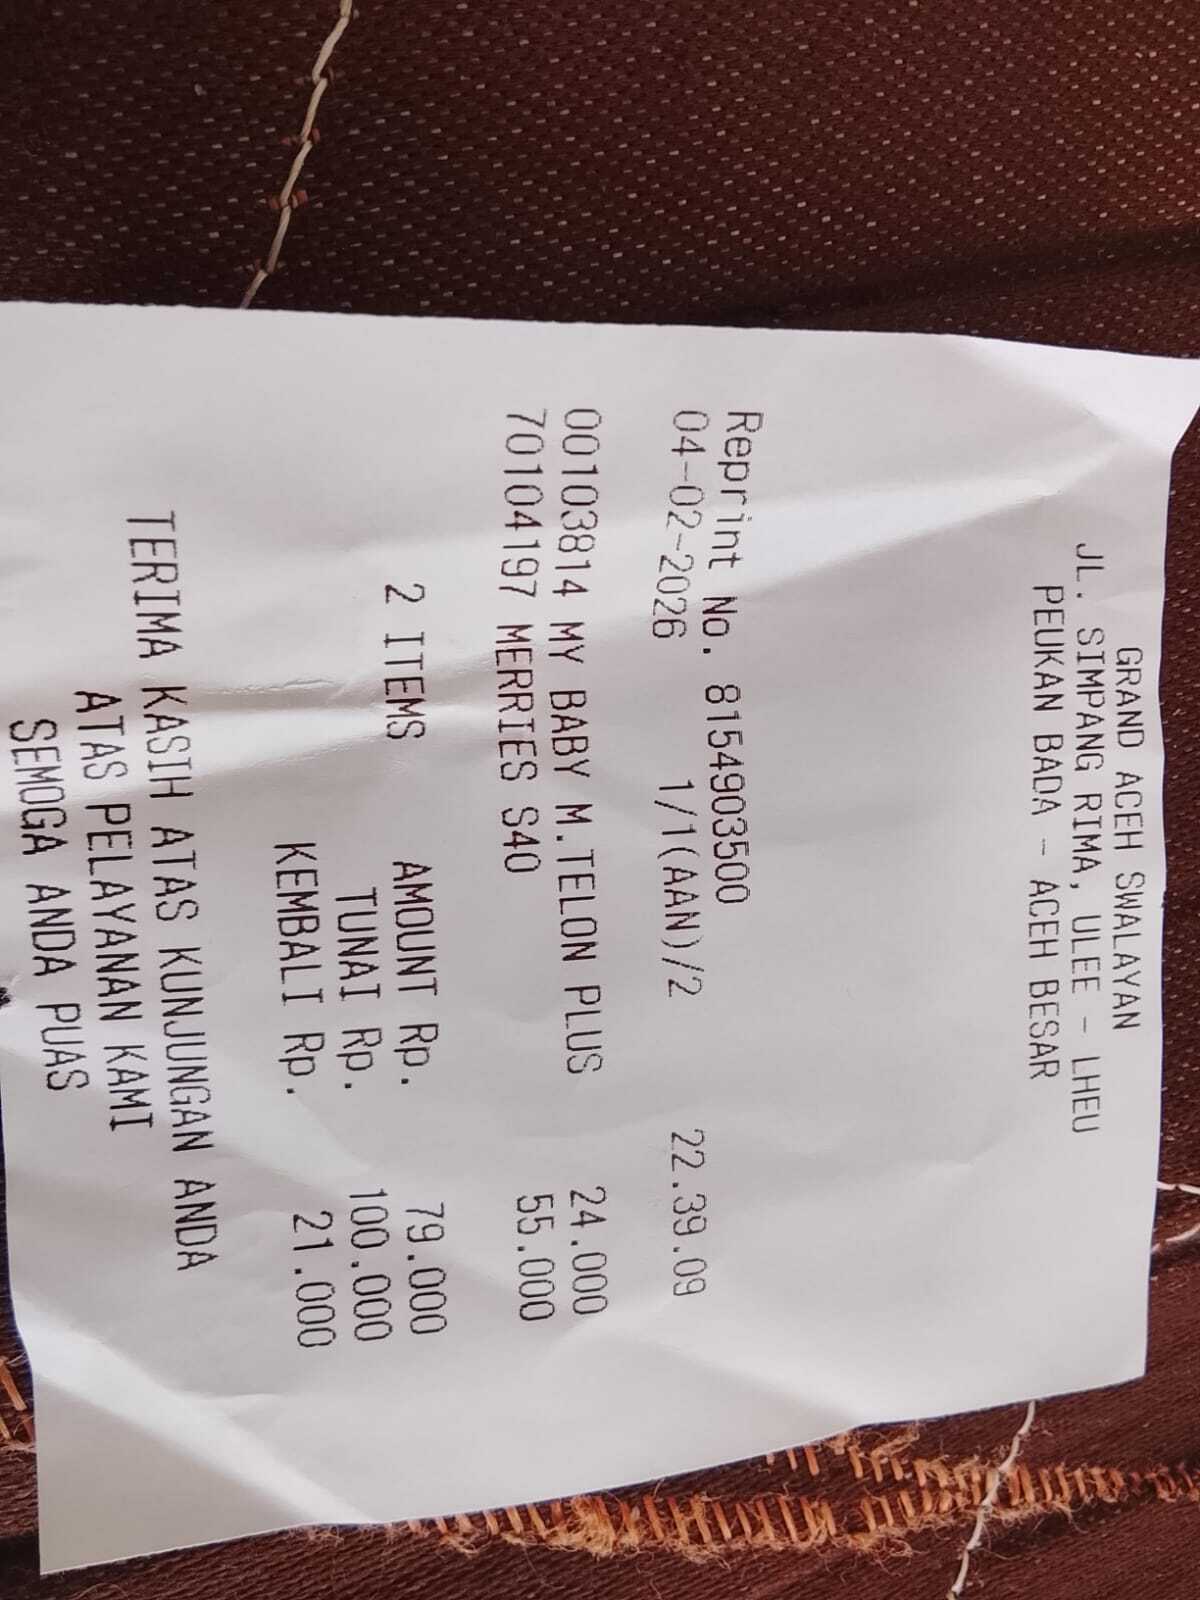 GRAND ACEH SWALAYAN
JL. SIMPANG RIMA, ULEE - LHEU
PEUKAN BADA - ACEH BESAR
Reprint No. 8154903500
04-02-2026 1/1(AAN)/2 22.39.09
00103814 MY BABY M.TELON PLUS 24.000
70104197 MERRIES S40 55.000
2 ITEMS AMOUNT Rp. 79.000
TUNAI Rp. 100.000
KEMBALI Rp. 21.000
TERIMA KASIH ATAS KUNJUNGAN ANDA
ATAS PELAYANAN KAMI
SEMOGA ANDA PUAS